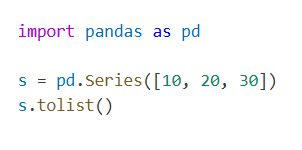 import pandas as pd
s = pd.Series([10, 20, 30])
s.tolist()